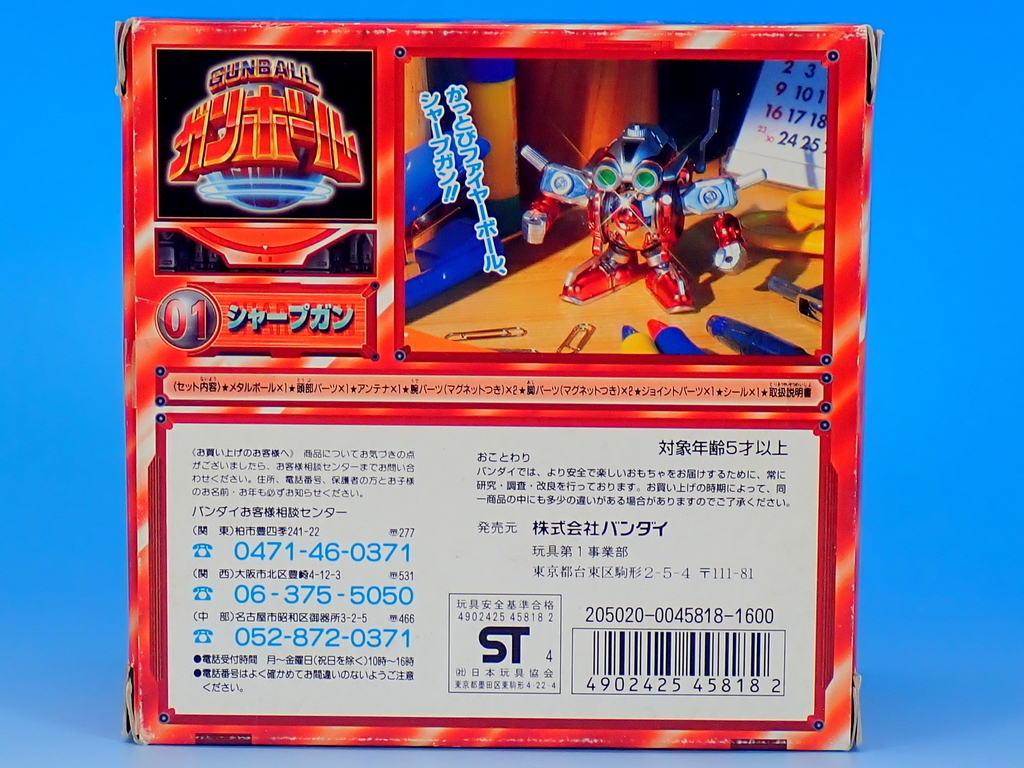 GUNBALL
ガンボール
01 シャープガン
かっとびファイヤーボール、
シャープガン!!
2 3
9 10 1
16 17 18
23/30 24 25
〈セット内容〉★メタルボール×1★頭部パーツ×1★アンテナ×1★腕パーツ(マグネットつき)×2★脚パーツ(マグネットつき)×2★ジョイントパーツ×1★シール×1★取扱説明書
〈お買い上げのお客様へ〉 商品についてお気づきの点
がございましたら、お客様相談センターまでお問い合
わせください。住所、電話番号、保護者の方とお子様
のお名前・お年も必ずお知らせください。
バンダイお客様相談センター
(関 東)柏市豊四季241-22 〠277
☎ 0471-46-0371
(関 西)大阪市北区豊崎4-12-3 〠531
☎ 06-375-5050
(中 部)名古屋市昭和区御器所3-2-5 〠466
☎ 052-872-0371
●電話受付時間 月〜金曜日(祝日を除く)10時〜16時
●電話番号はよく確かめてお間違いのないようご注意
ください。
対象年齢5才以上
おことわり
バンダイでは、より安全で楽しいおもちゃをお届けするために、常に
研究・調査・改良を行っております。お買い上げの時期によって、同
一商品の中にも多少の違いがある場合がありますのでご了承ください。
発売元 株式会社バンダイ
玩具第1事業部
東京都台東区駒形2-5-4 〒111-81
玩具安全基準合格
4902425 45818 2
ST 4
(社)日本玩具協会
東京都墨田区東駒形4-22-4
205020-0045818-1600
4902425 458182